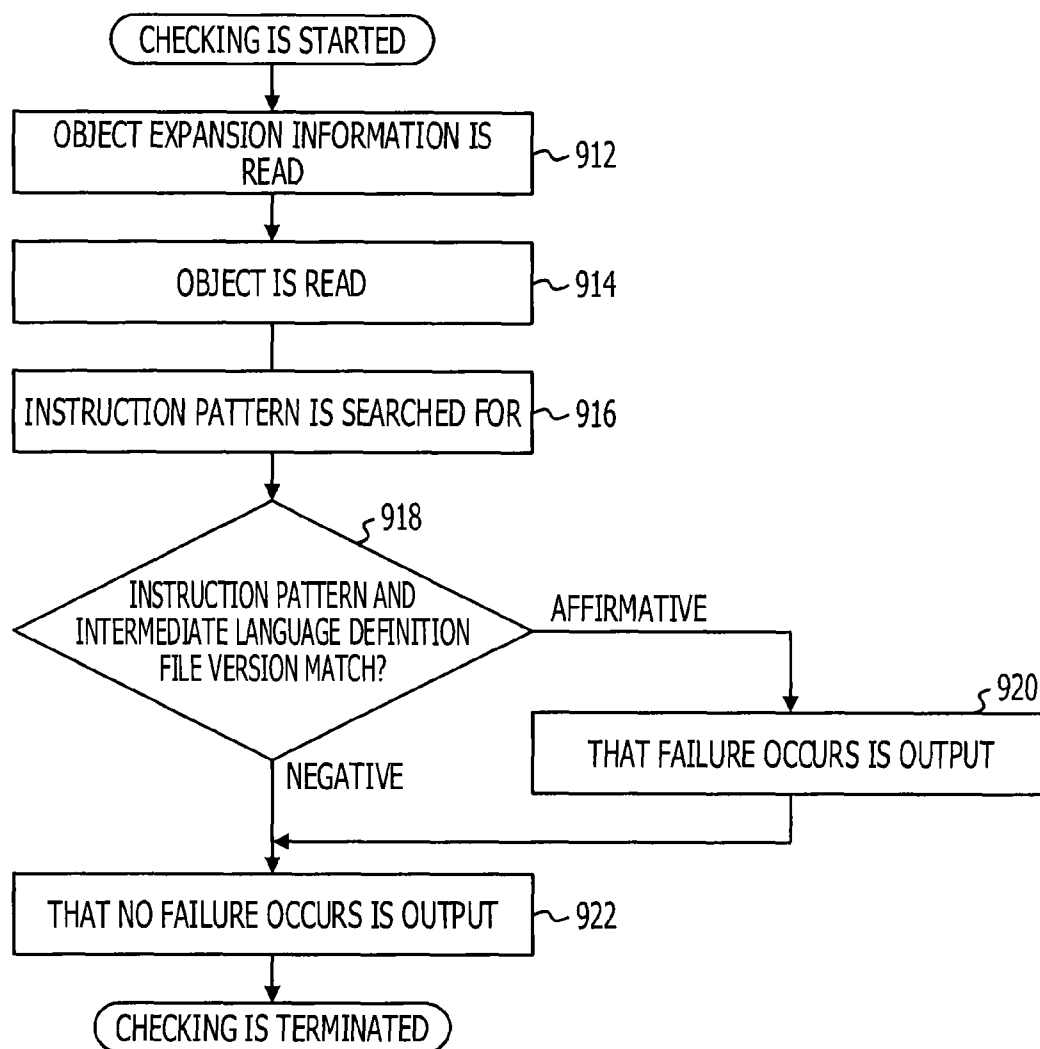 CHECKING IS STARTED
OBJECT EXPANSION INFORMATION IS
READ
912
OBJECT IS READ
914
INSTRUCTION PATTERN IS SEARCHED FOR
916
918
INSTRUCTION PATTERN AND
INTERMEDIATE LANGUAGE DEFINITION
FILE VERSION MATCH?
AFFIRMATIVE
920
THAT FAILURE OCCURS IS OUTPUT
NEGATIVE
THAT NO FAILURE OCCURS IS OUTPUT
922
CHECKING IS TERMINATED